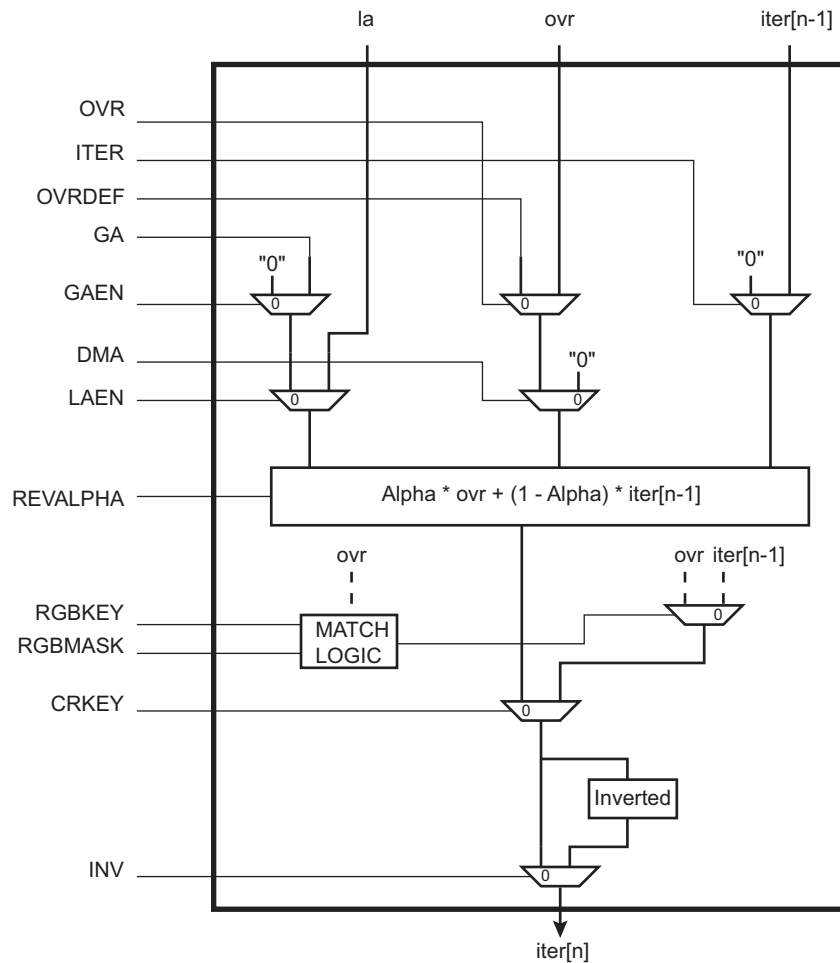 la ovr iter[n-1]
OVR
ITER
OVRDEF
GA
"0" "0"
GAEN 0 0 0
DMA "0"
LAEN 0 0
REVALPHA Alpha * ovr + (1 - Alpha) * iter[n-1]
ovr ovr iter[n-1]
RGBKEY 0
MATCH
RGBMASK LOGIC
CRKEY 0
Inverted
INV 0
iter[n]